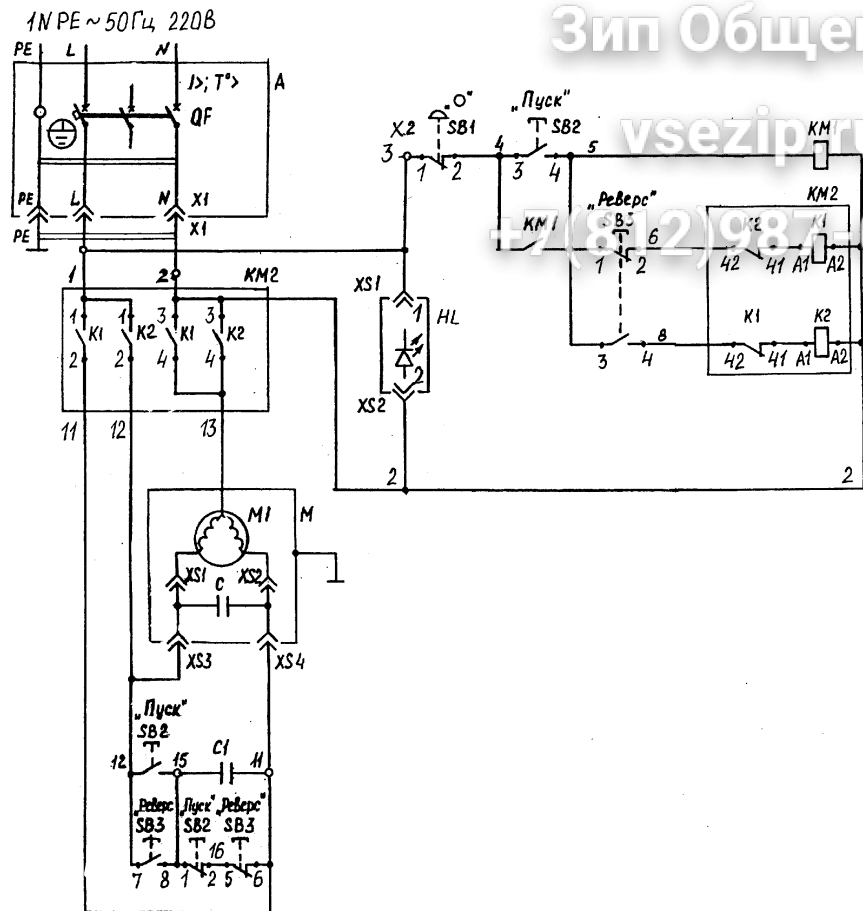 1N PE ~ 50Гц 220В
PE L N
I>; T°> A
QF
PE L N X1
PE X1
1 2 KM2
1 K1 1 K2 3 K1 3 K2
2 2 4 4
11 12 13
M1 M
XS1 C XS2
XS3 XS4
„Пуск"
SB2
12 15 C1 11
„Реверс „Пуск" „Реверс"
SB3 SB2 SB3
16
7 8 1 2 5 6
Зип Общеп
vsezip.ru
+7(812)987-
"О" „Пуск"
X2 SB1 SB2 KM1
3 1 2 4 3 4 5
„Реверс" KM2
KM1 SB3 6 K2 K1
1 2 42 41 A1 A2
8 K1 K2
3 4 42 41 A1 A2
XS1 1 HL
2
XS2
2 2